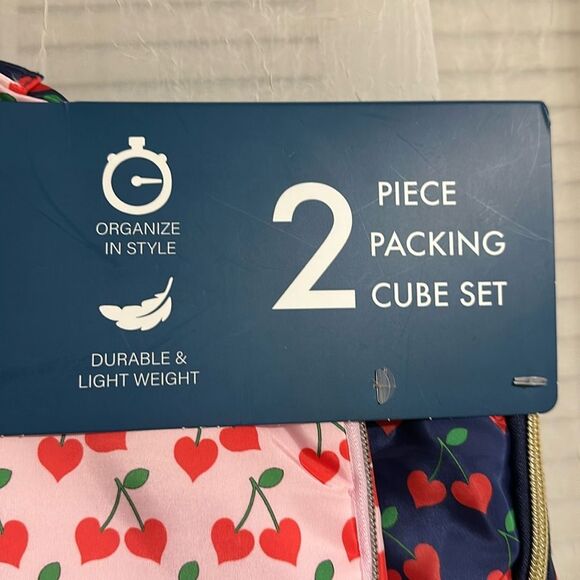 ORGANIZE
IN STYLE
DURABLE &
LIGHT WEIGHT
2
PIECE
PACKING
CUBE SET